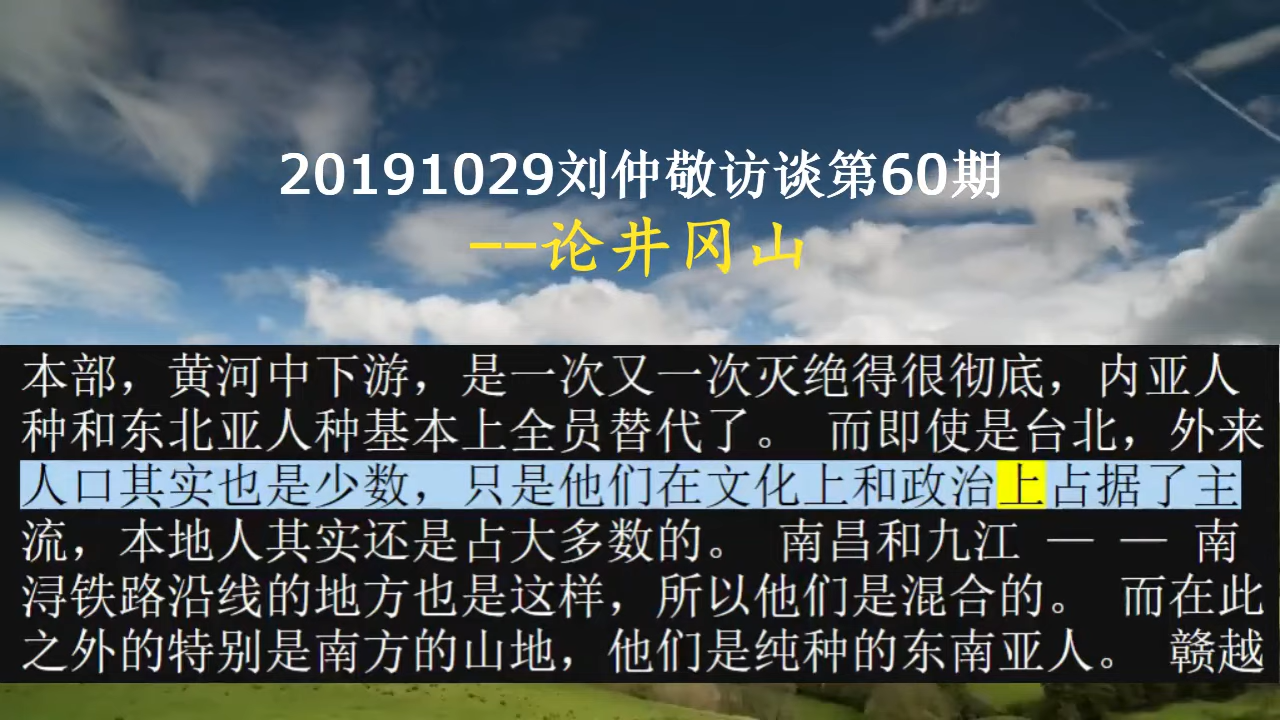 20191029刘仲敬访谈第60期
——论井冈山
本部，黄河中下游，是一次又一次灭绝得很彻底，内亚人
种和东北亚人种基本上全员替代了。 而即使是台北，外来
人口其实也是少数，只是他们在文化上和政治上占据了主
流，本地人其实还是占大多数的。 南昌和九江 — — 南
浔铁路沿线的地方也是这样，所以他们是混合的。 而在此
之外的特别是南方的山地，他们是纯种的东南亚人。 赣越